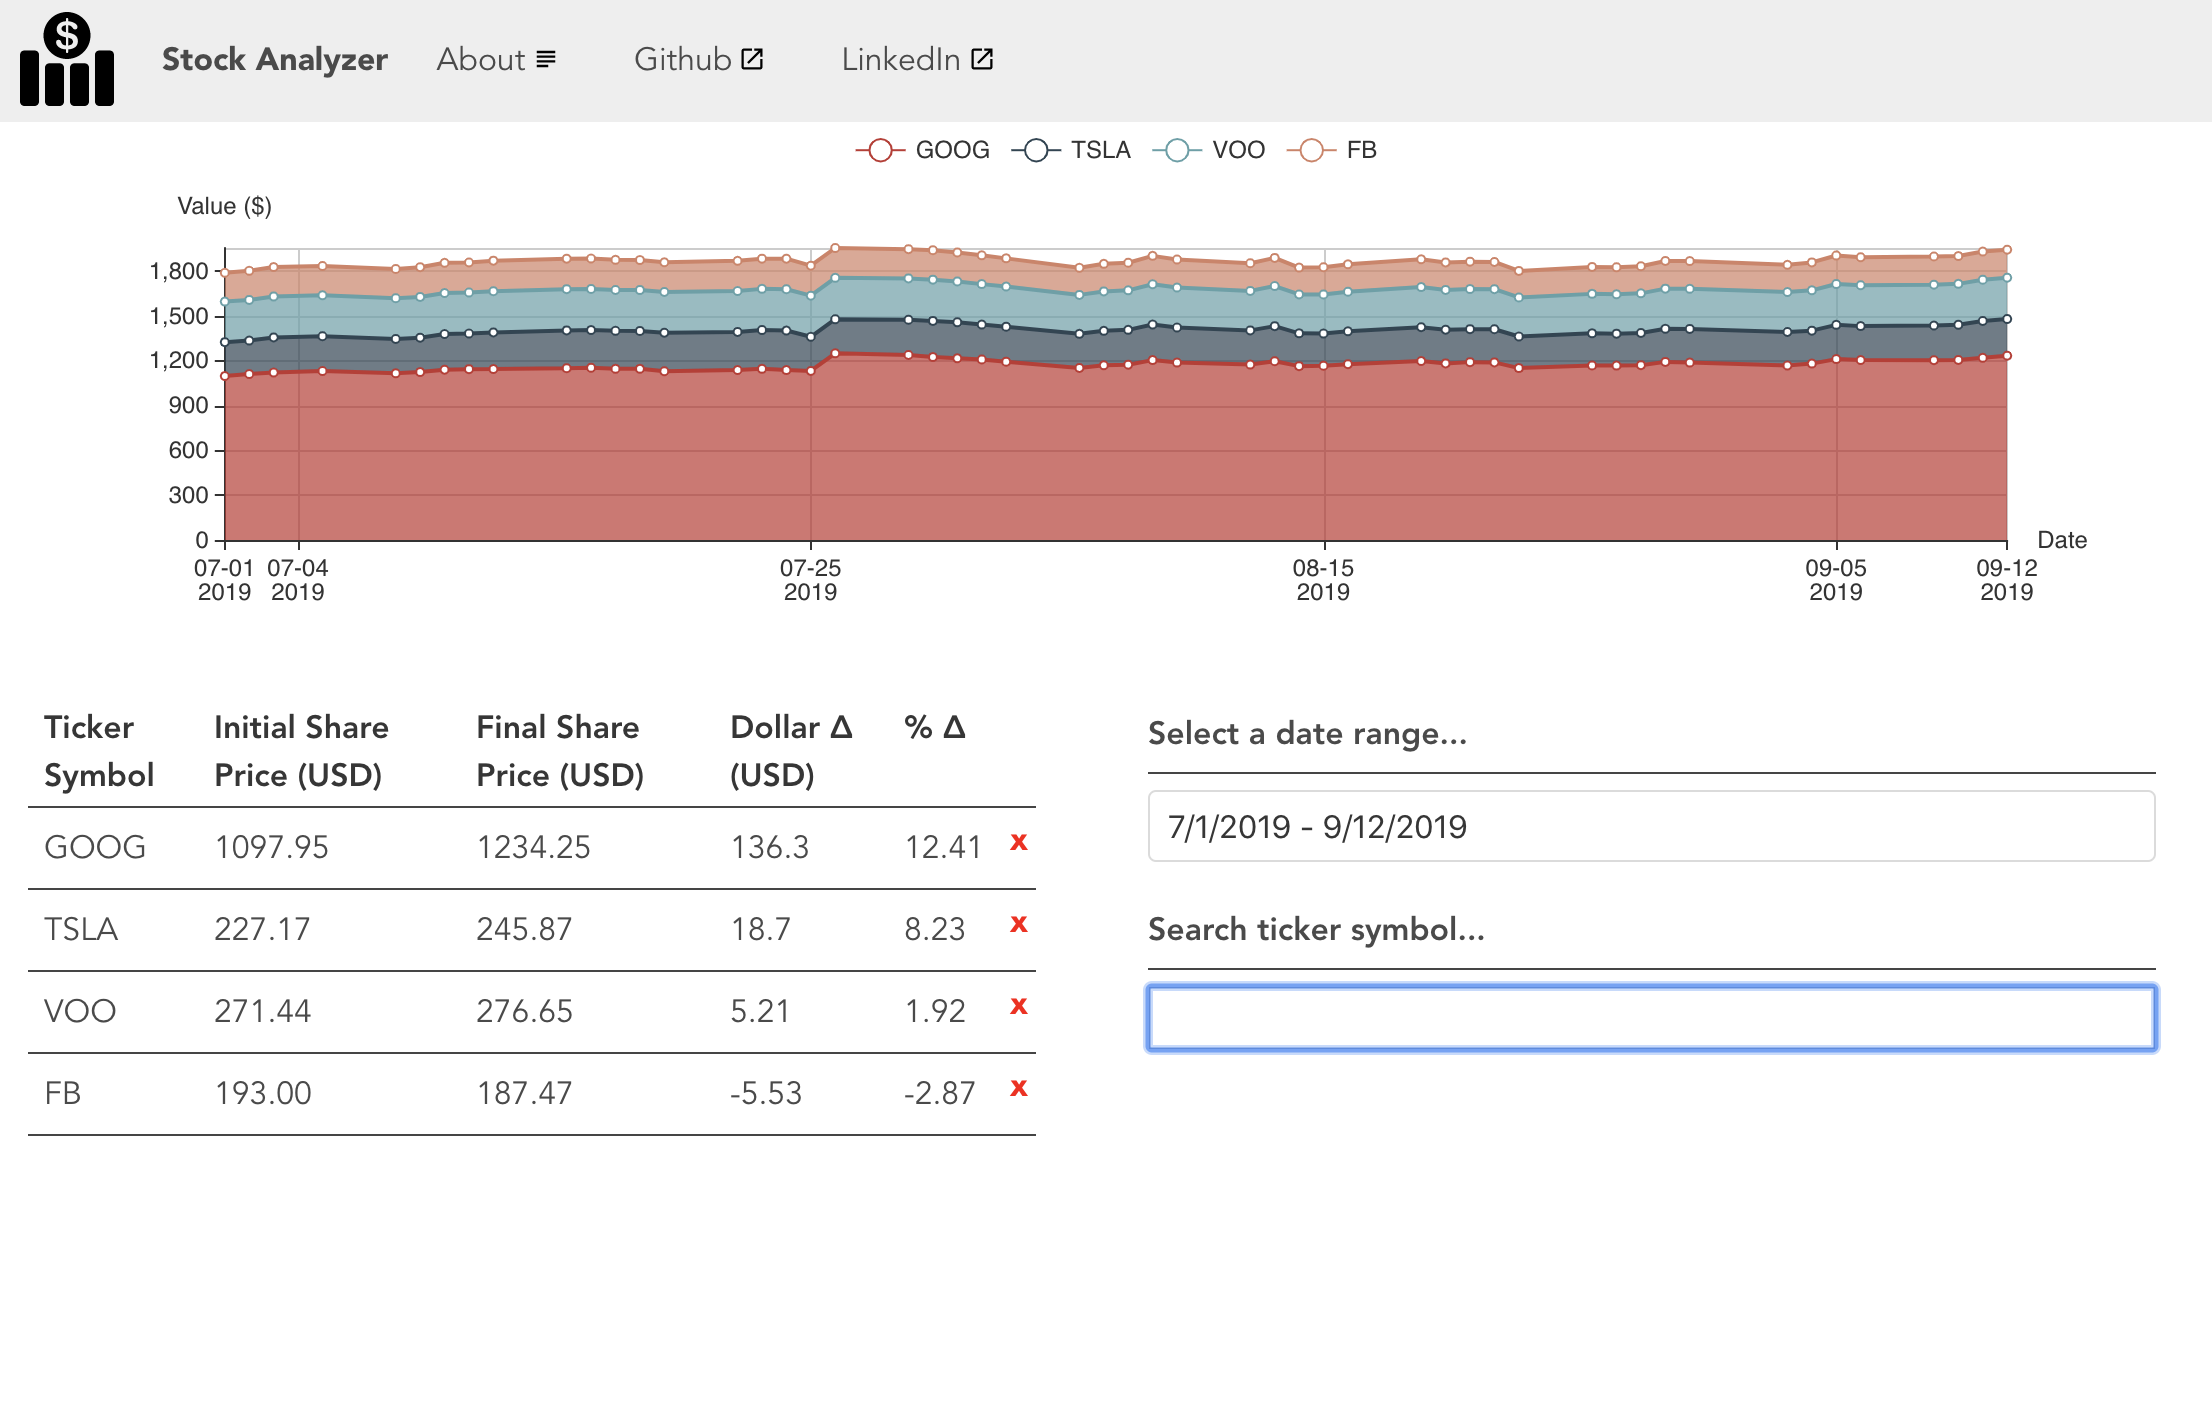 $
Stock Analyzer About Github LinkedIn
GOOG TSLA VOO FB
Value ($)
1,800
1,500
1,200
900
600
300
0
Date
07-01 07-04 07-25 08-15 09-05 09-12
2019 2019 2019 2019 2019 2019
Ticker Initial Share Final Share Dollar Δ % Δ
Symbol Price (USD) Price (USD) (USD)
GOOG 1097.95 1234.25 136.3 12.41 x
TSLA 227.17 245.87 18.7 8.23 x
VOO 271.44 276.65 5.21 1.92 x
FB 193.00 187.47 -5.53 -2.87 x
Select a date range...
7/1/2019 - 9/12/2019
Search ticker symbol...